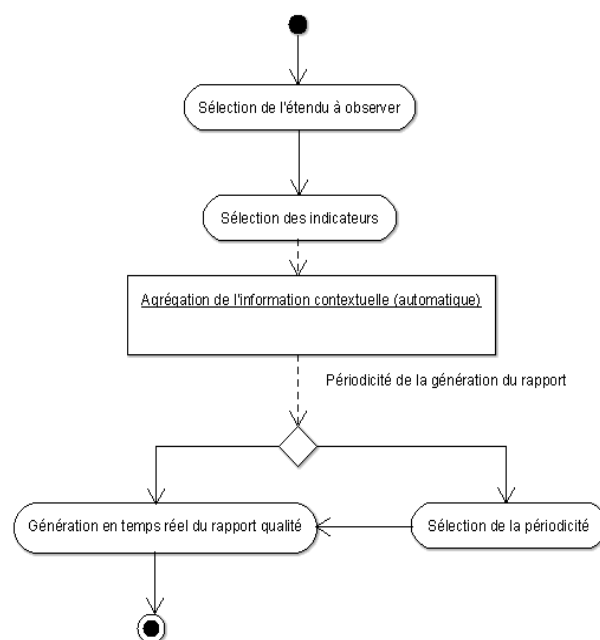 Sélection de l'étendu à observer
Sélection des indicateurs
Agrégation de l'information contextuelle (automatique)
Périodicité de la génération du rapport
Génération en temps réel du rapport qualité
Sélection de la périodicité